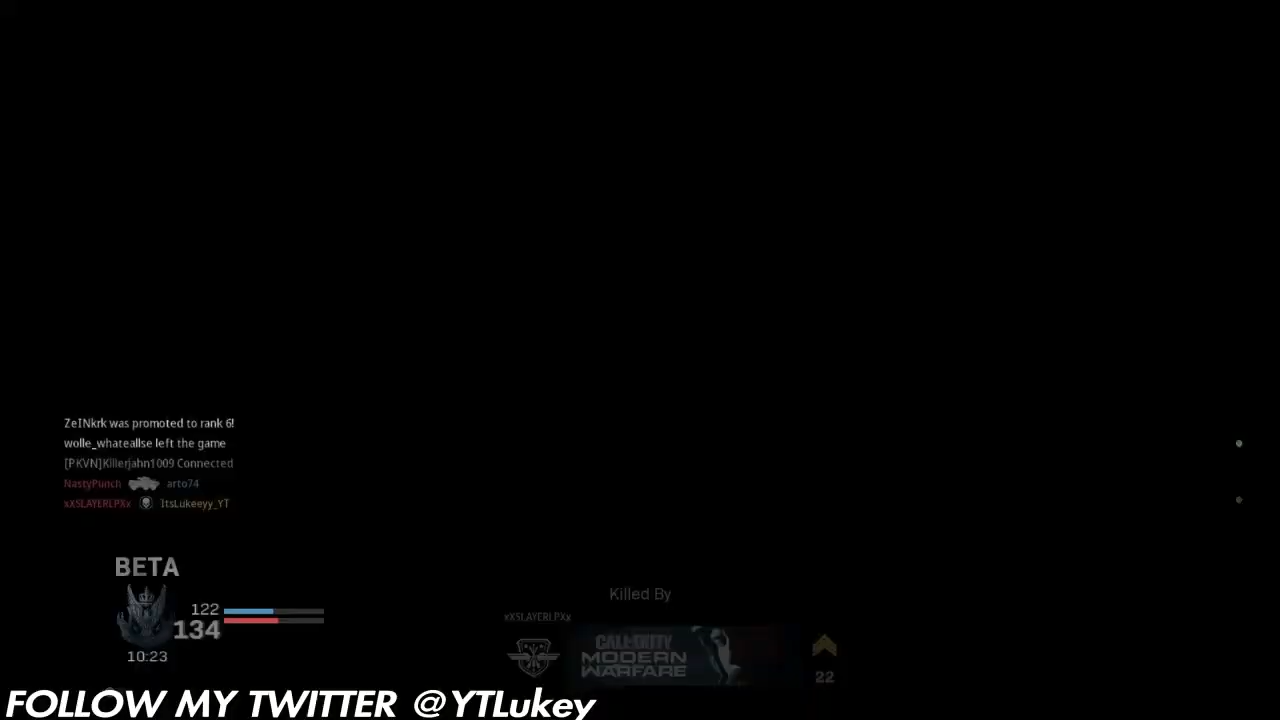 ZeINkrk was promoted to rank 6!
wolle_whateallse left the game
[PKVN]Killerjahn1009 Connected
NastyPunch arto74
xXSLAYERLPXx ItsLukeeyy_YT
BETA
122
134
10:23
Killed By
xXSLAYERLPXx
CALL OF DUTY
MODERN
WARFARE
22
FOLLOW MY TWITTER @YTLukey